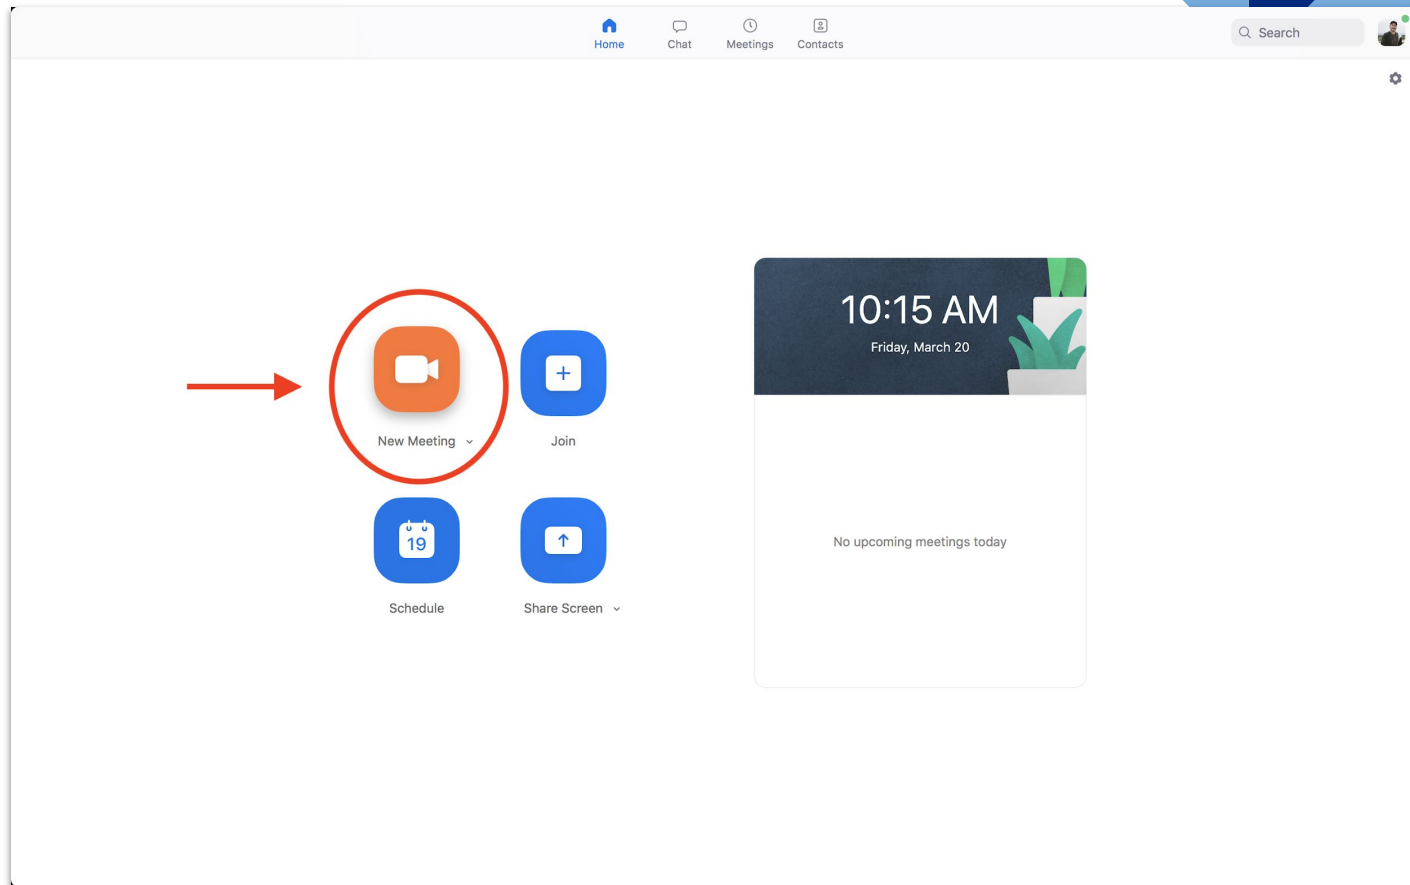 Home
Chat
Meetings
Contacts
Search
10:15 AM
Friday, March 20
New Meeting
Join
19
Schedule
Share Screen
No upcoming meetings today